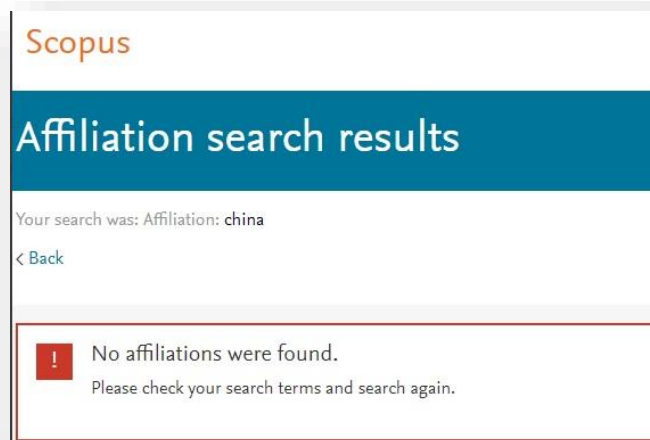 Scopus
Affiliation search results
Your search was: Affiliation: china
< Back
! No affiliations were found.
Please check your search terms and search again.